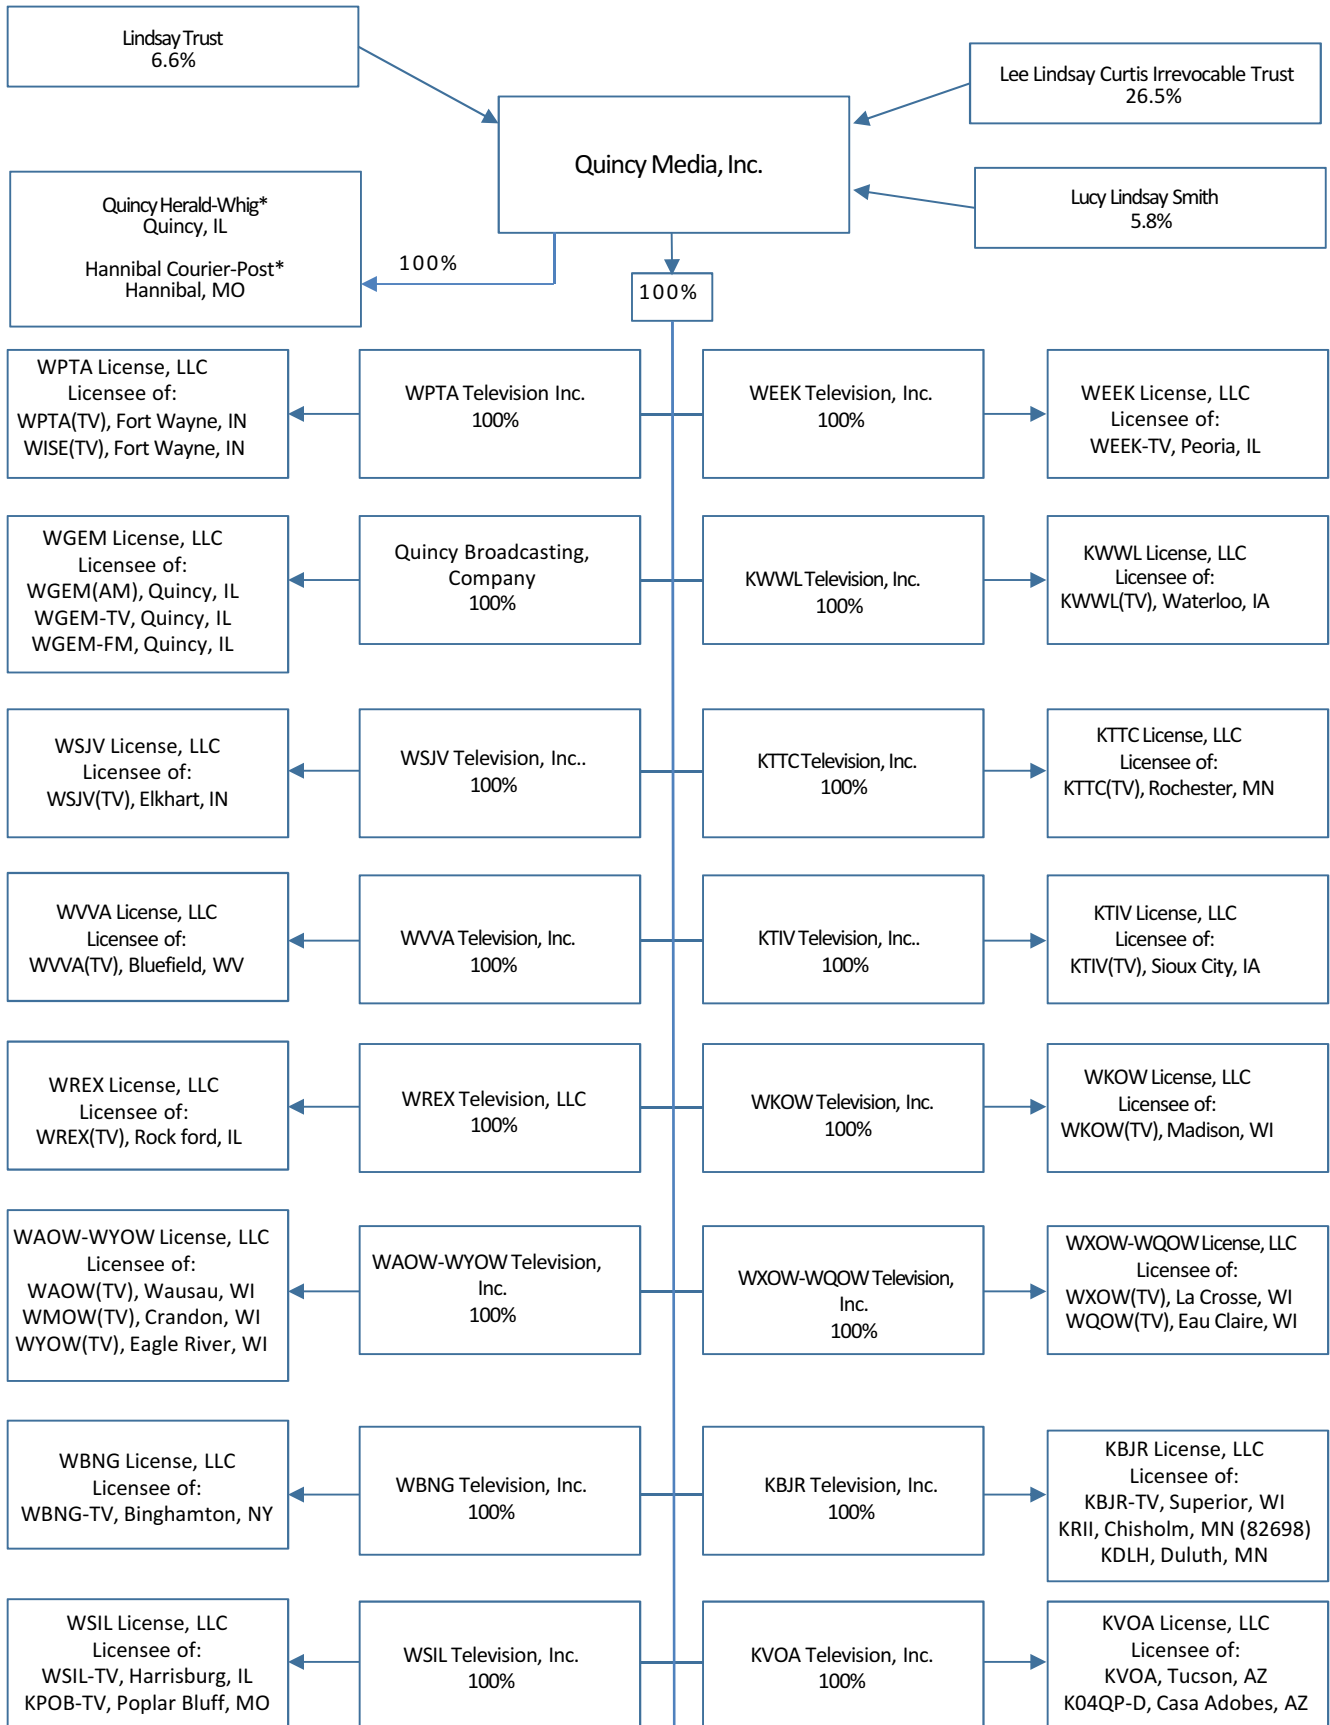 Lindsay Trust
6.6%
Lee Lindsay Curtis Irrevocable Trust
26.5%
Quincy Media, Inc.
Quincy Herald-Whig*
Quincy, IL
Hannibal Courier-Post*
Hannibal, MO
Lucy Lindsay Smith
5.8%
100%
100%
WPTA License, LLC
Licensee of:
WPTA(TV), Fort Wayne, IN
WISE(TV), Fort Wayne, IN
WPTA Television Inc.
100%
WEEK Television, Inc.
100%
WEEK License, LLC
Licensee of:
WEEK-TV, Peoria, IL
WGEM License, LLC
Licensee of:
WGEM(AM), Quincy, IL
WGEM-TV, Quincy, IL
WGEM-FM, Quincy, IL
Quincy Broadcasting,
Company
100%
KWWL Television, Inc.
100%
KWWL License, LLC
Licensee of:
KWWL(TV), Waterloo, IA
WSJV License, LLC
Licensee of:
WSJV(TV), Elkhart, IN
WSJV Television, Inc..
100%
KTTC Television, Inc.
100%
KTTC License, LLC
Licensee of:
KTTC(TV), Rochester, MN
WVVA License, LLC
Licensee of:
WVVA(TV), Bluefield, WV
WVVA Television, Inc.
100%
KTIV Television, Inc..
100%
KTIV License, LLC
Licensee of:
KTIV(TV), Sioux City, IA
WREX License, LLC
Licensee of:
WREX(TV), Rock ford, IL
WREX Television, LLC
100%
WKOW Television, Inc.
100%
WKOW License, LLC
Licensee of:
WKOW(TV), Madison, WI
WAOW-WYOW License, LLC
Licensee of:
WAOW(TV), Wausau, WI
WMOW(TV), Crandon, WI
WYOW(TV), Eagle River, WI
WAOW-WYOW Television,
Inc.
100%
WXOW-WQOW Television,
Inc.
100%
WXOW-WQOW License, LLC
Licensee of:
WXOW(TV), La Crosse, WI
WQOW(TV), Eau Claire, WI
WBNG License, LLC
Licensee of:
WBNG-TV, Binghamton, NY
WBNG Television, Inc.
100%
KBJR Television, Inc.
100%
KBJR License, LLC
Licensee of:
KBJR-TV, Superior, WI
KRII, Chisholm, MN (82698)
KDLH, Duluth, MN
WSIL License, LLC
Licensee of:
WSIL-TV, Harrisburg, IL
KPOB-TV, Poplar Bluff, MO
WSIL Television, Inc.
100%
KVOA Television, Inc.
100%
KVOA License, LLC
Licensee of:
KVOA, Tucson, AZ
K04QP-D, Casa Adobes, AZ